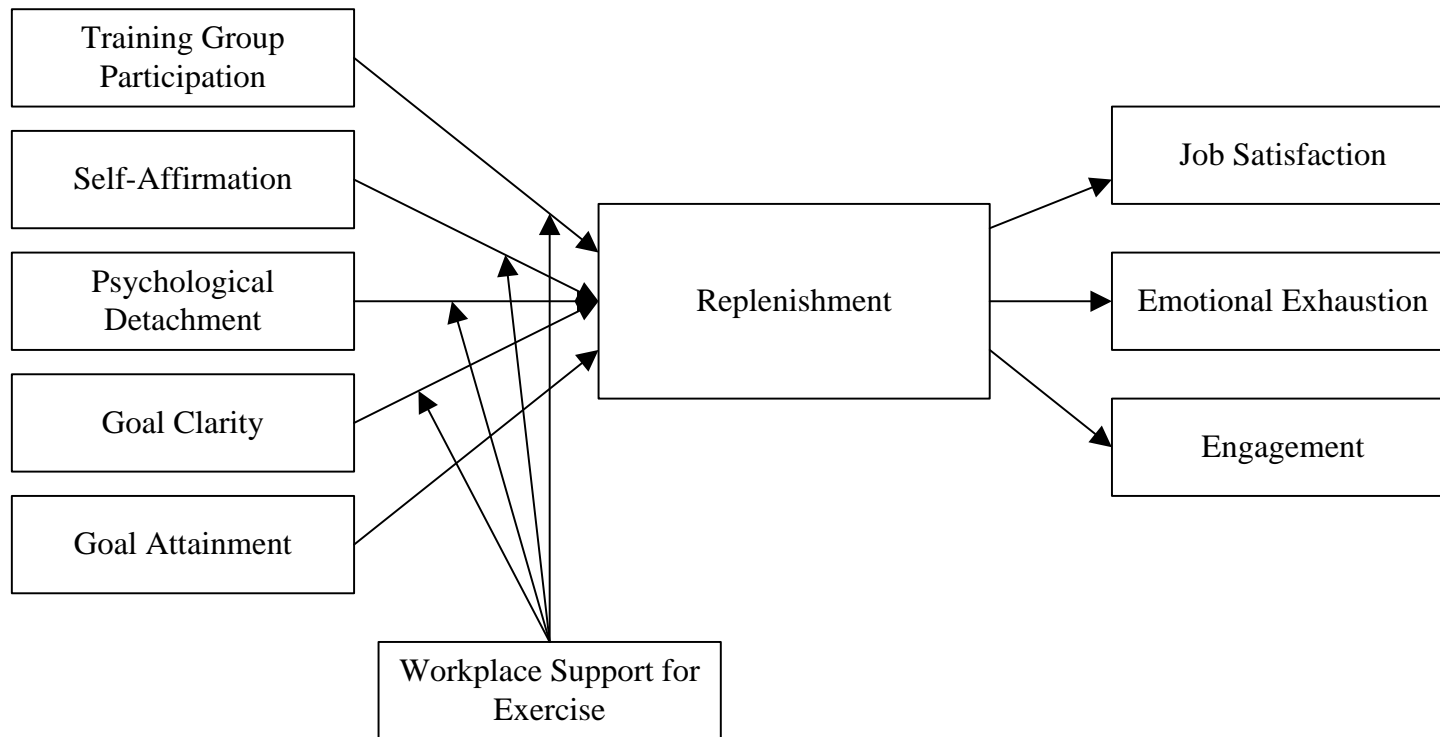 Training Group
Participation
Self-Affirmation
Psychological
Detachment
Goal Clarity
Goal Attainment
Workplace Support for
Exercise
Replenishment
Job Satisfaction
Emotional Exhaustion
Engagement